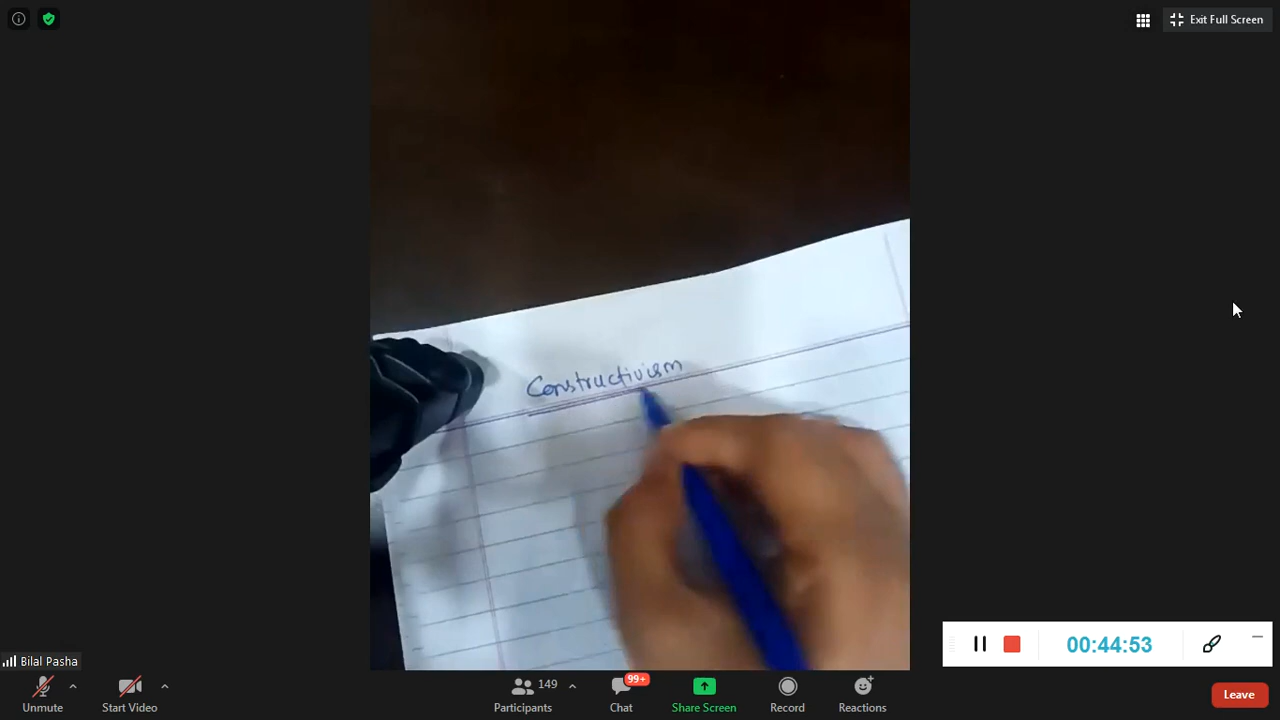 Exit Full Screen
Constructivism
00:44:53
Bilal Pasha
Unmute
Start Video
149
Participants
99+
Chat
Share Screen
Record
Reactions
Leave